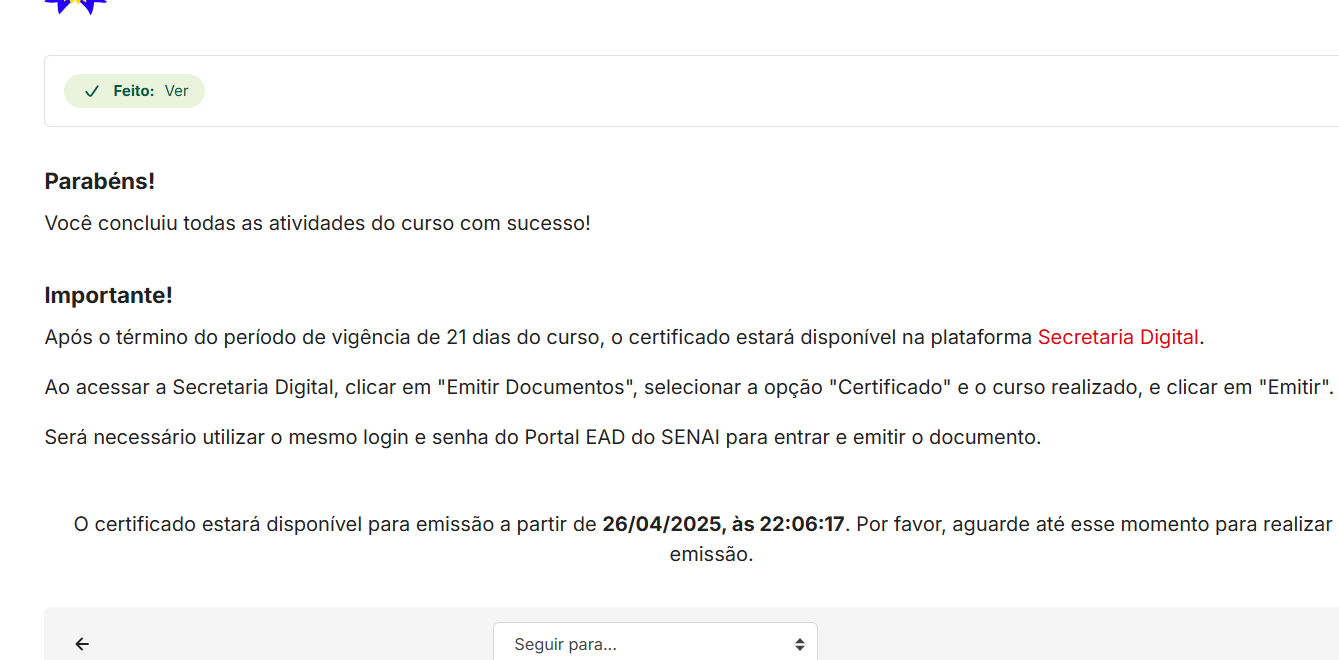 Feito: Ver
Parabéns!
Você concluiu todas as atividades do curso com sucesso!
Importante!
Após o término do período de vigência de 21 dias do curso, o certificado estará disponível na plataforma Secretaria Digital.
Ao acessar a Secretaria Digital, clicar em "Emitir Documentos", selecionar a opção "Certificado" e o curso realizado, e clicar em "Emitir".
Será necessário utilizar o mesmo login e senha do Portal EAD do SENAI para entrar e emitir o documento.
O certificado estará disponível para emissão a partir de 26/04/2025, às 22:06:17. Por favor, aguarde até esse momento para realizar
emissão.
Seguir para...